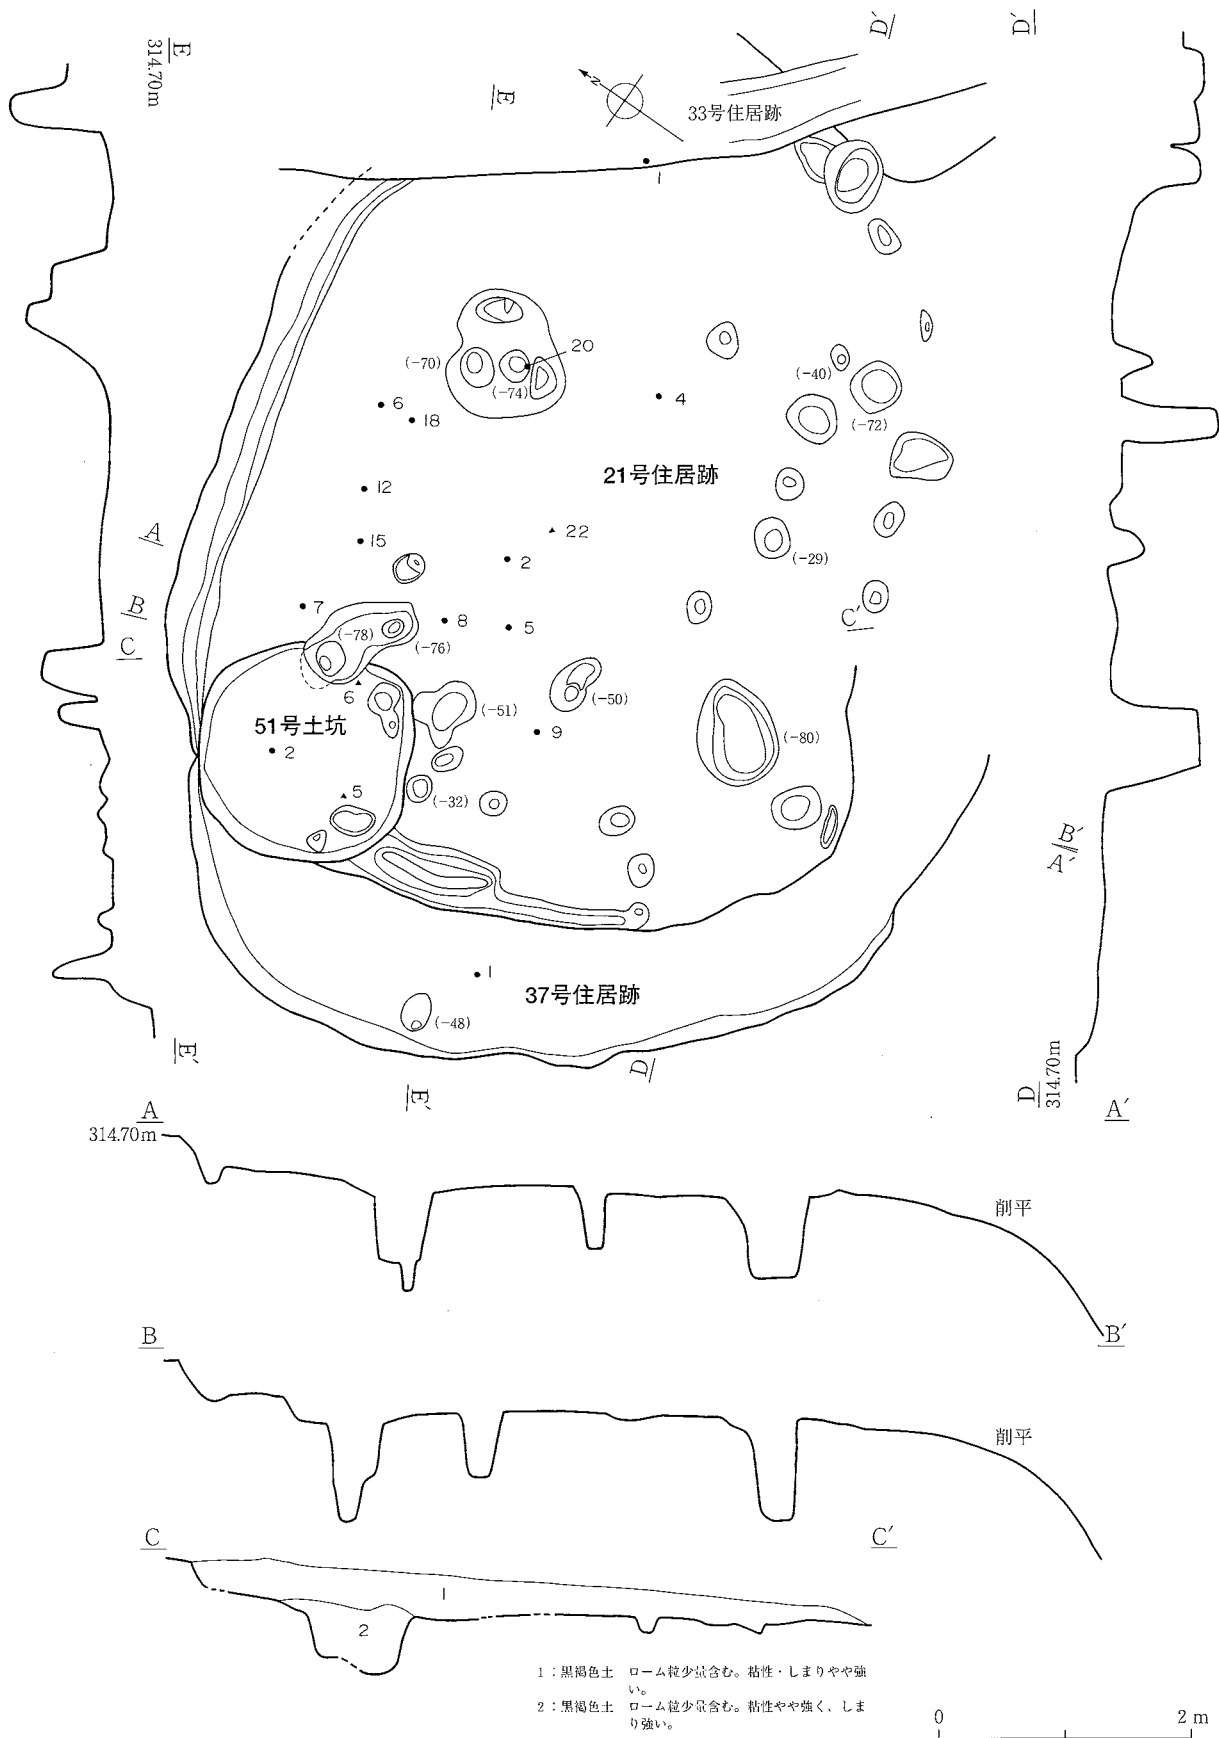 E
314.70m
E
N
33号住居跡
D′
D′
1
(-70)
20
(-74)
6
18
4
(-40)
(-72)
21号住居跡
12
A
15
22
2
(-29)
B
7
8
5
C′
C
(-78)
(-76)
6
(-51)
(-50)
51号土坑
2
9
(-80)
5
(-32)
B′
A′
1
37号住居跡
(-48)
E′
E′
D
D
314.70m
A
314.70m
A′
削平
B
B′
削平
C
C′
1
2
1：黒褐色土　ローム粒少量含む。粘性・しまりやや強
い。
2：黒褐色土　ローム粒少量含む。粘性やや強く、しま
り強い。
0
2 m